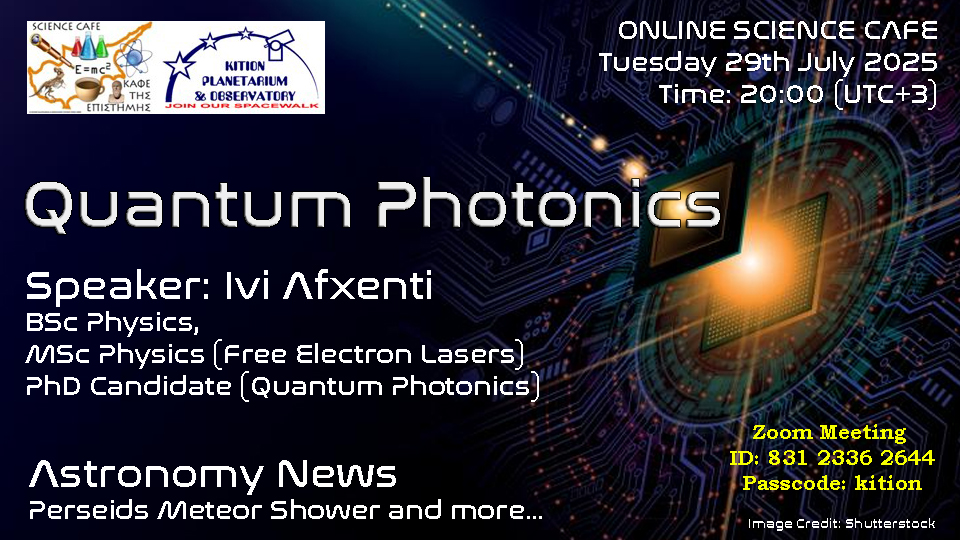 SCIENCE CAFE
E=mc²
ΚΑΦΕ
ΤΗΣ
ΕΠΙΣΤΗΜΗΣ
KITION
PLANETARIUM
& OBSERVATORY
JOIN OUR SPACEWALK
ONLINE SCIENCE CAFE
Tuesday 29th July 2025
Time: 20:00 (UTC+3)
Quantum Photonics
Speaker: Ivi Afxenti
BSc Physics,
MSc Physics (Free Electron Lasers)
PhD Candidate (Quantum Photonics)
Astronomy News
Perseids Meteor Shower and more...
Zoom Meeting
ID: 831 2336 2644
Passcode: kition
Image Credit: Shutterstock